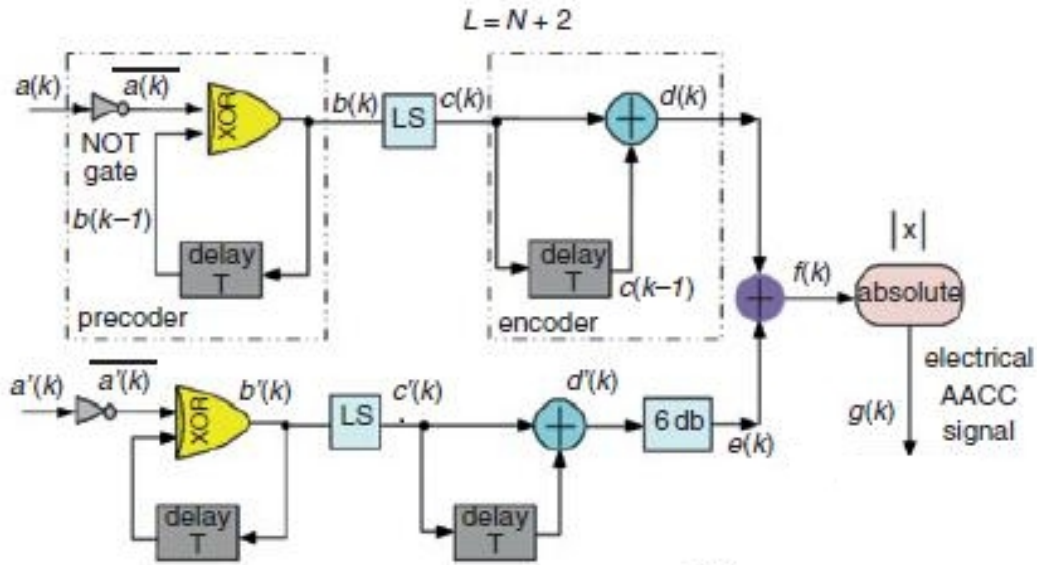 L = N + 2
a(k)
a(k)
XOR
b(k)
LS
c(k)
d(k)
NOT
gate
b(k–1)
delay
T
delay
T
c(k–1)
precoder
encoder
|x|
f(k)
absolute
a'(k)
a'(k)
XOR
b'(k)
LS
c'(k)
d'(k)
6 db
e(k)
g(k)
electrical
AACC
signal
delay
T
delay
T